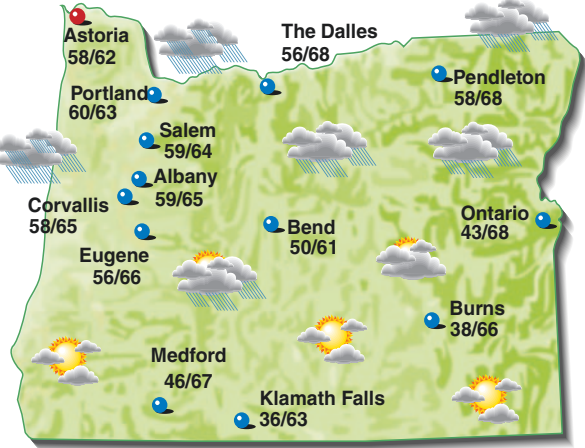 Astoria
58/62
The Dalles
56/68
Pendleton
58/68
Portland
60/63
Salem
59/64
Albany
59/65
Corvallis
58/65
Ontario
43/68
Bend
50/61
Eugene
56/66
Burns
38/66
Medford
46/67
Klamath Falls
36/63